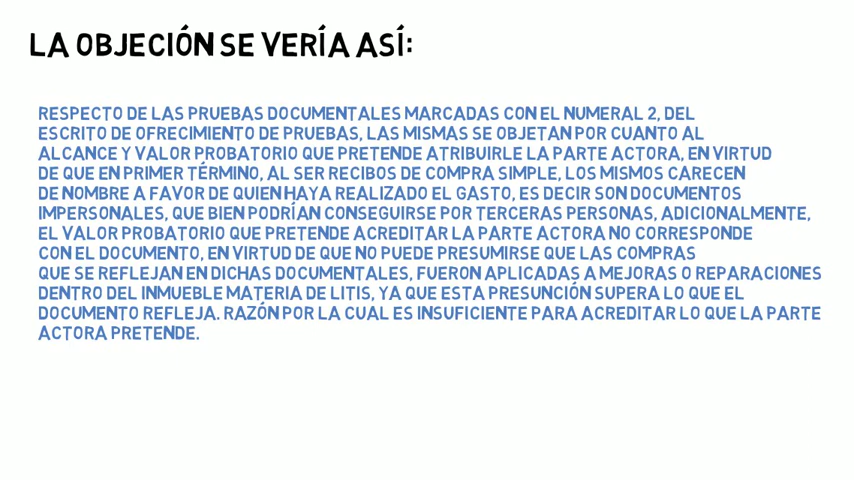 LA OBJECIÓN SE VERÍA ASÍ:
RESPECTO DE LAS PRUEBAS DOCUMENTALES MARCADAS CON EL NUMERAL 2, DEL
ESCRITO DE OFRECIMIENTO DE PRUEBAS, LAS MISMAS SE OBJETAN POR CUANTO AL
ALCANCE Y VALOR PROBATORIO QUE PRETENDE ATRIBUIRLE LA PARTE ACTORA, EN VIRTUD
DE QUE EN PRIMER TÉRMINO, AL SER RECIBOS DE COMPRA SIMPLE, LOS MISMOS CARECEN
DE NOMBRE A FAVOR DE QUIEN HAYA REALIZADO EL GASTO, ES DECIR SON DOCUMENTOS
IMPERSONALES, QUE BIEN PODRÍAN CONSEGUIRSE POR TERCERAS PERSONAS, ADICIONALMENTE,
EL VALOR PROBATORIO QUE PRETENDE ACREDITAR LA PARTE ACTORA NO CORRESPONDE
CON EL DOCUMENTO, EN VIRTUD DE QUE NO PUEDE PRESUMIRSE QUE LAS COMPRAS
QUE SE REFLEJAN EN DICHAS DOCUMENTALES, FUERON APLICADAS A MEJORAS O REPARACIONES
DENTRO DEL INMUEBLE MATERIA DE LITIS, YA QUE ESTA PRESUNCIÓN SUPERA LO QUE EL
DOCUMENTO REFLEJA. RAZÓN POR LA CUAL ES INSUFICIENTE PARA ACREDITAR LO QUE LA PARTE
ACTORA PRETENDE.